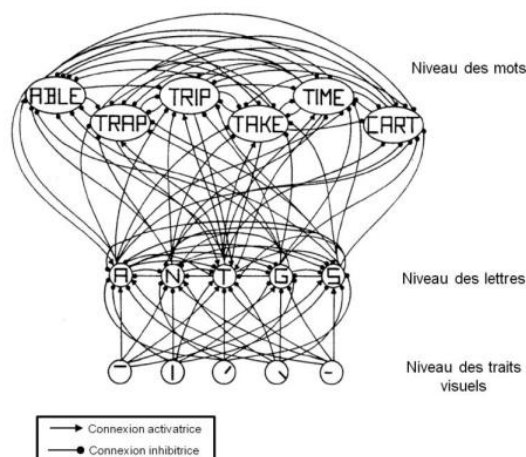 Niveau des mots
ABLE
TRIP
TIME
TRAP
TAKE
CART
A N T G S
Niveau des lettres
Niveau des traits
visuels
Connexion activatrice
Connexion inhibitrice